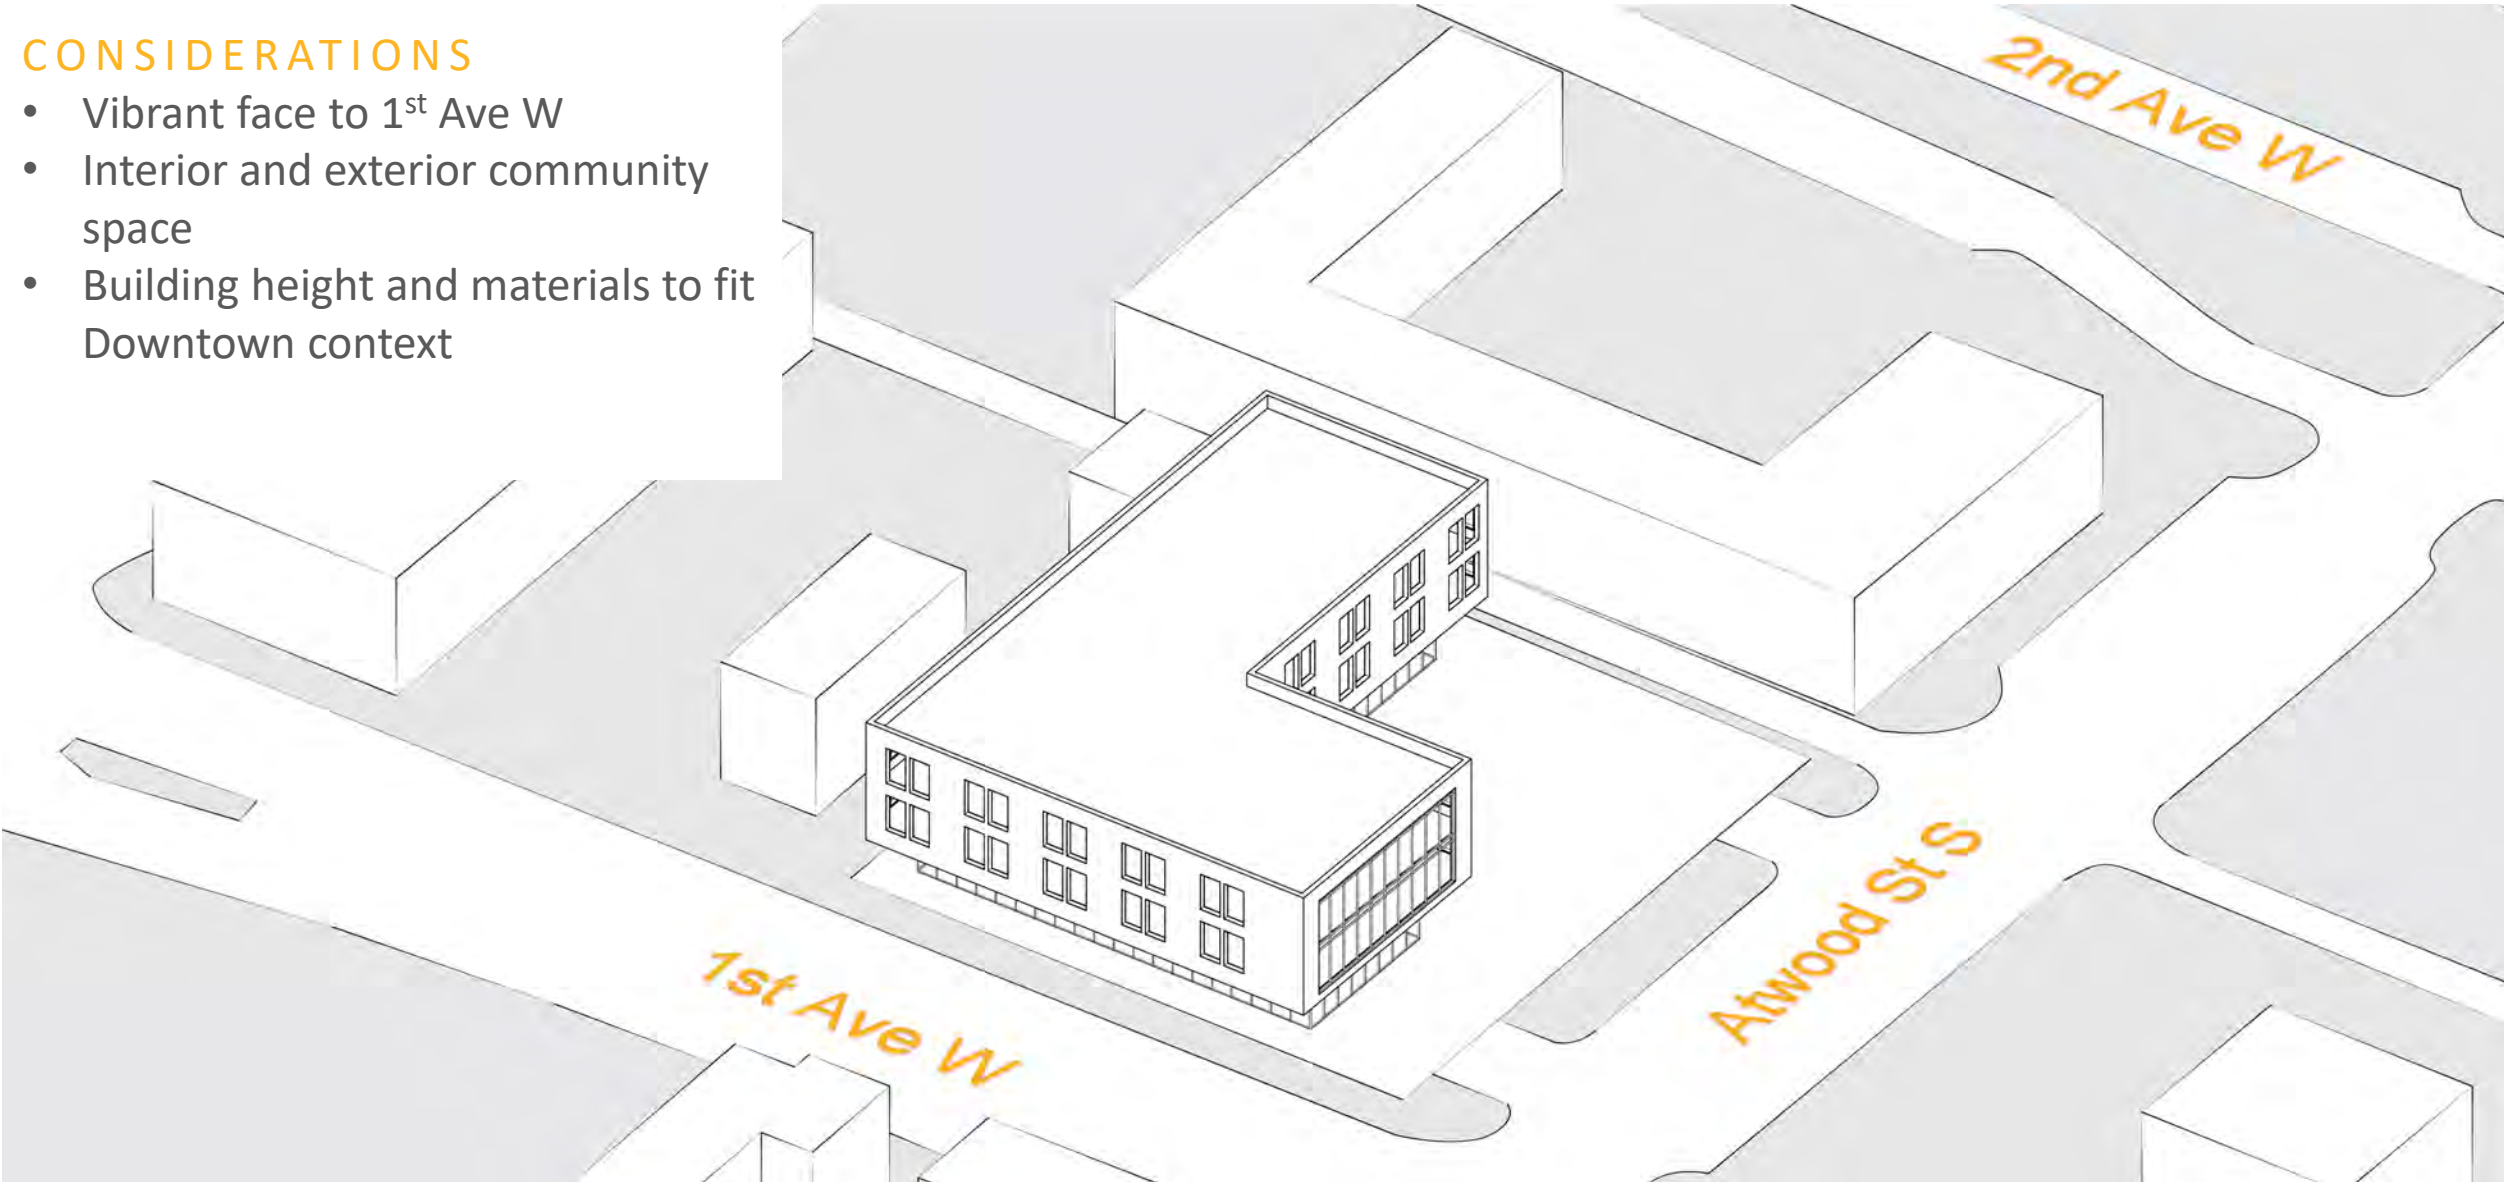 CONSIDERATIONS
• Vibrant face to 1st Ave W
• Interior and exterior community
space
• Building height and materials to fit
Downtown context
2nd Ave W
Atwood St S
1st Ave W